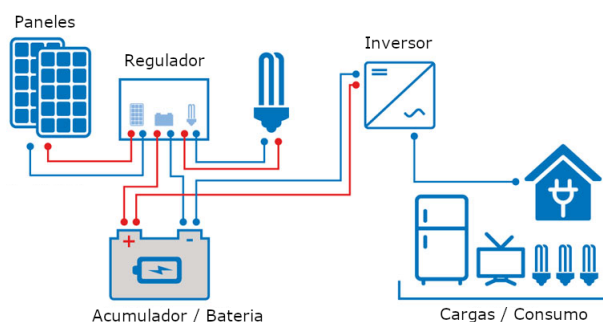 Paneles
Regulador
Inversor
+
-
Acumulador / Bateria
Cargas / Consumo